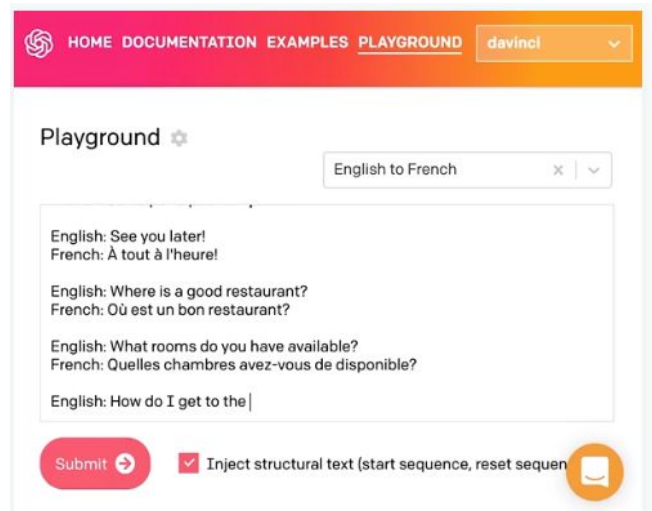 HOME DOCUMENTATION EXAMPLES PLAYGROUND davinci
Playground
English to French
English: See you later!
French: À tout à l'heure!
English: Where is a good restaurant?
French: Où est un bon restaurant?
English: What rooms do you have available?
French: Quelles chambres avez-vous de disponible?
English: How do I get to the
Submit
Inject structural text (start sequence, reset sequen